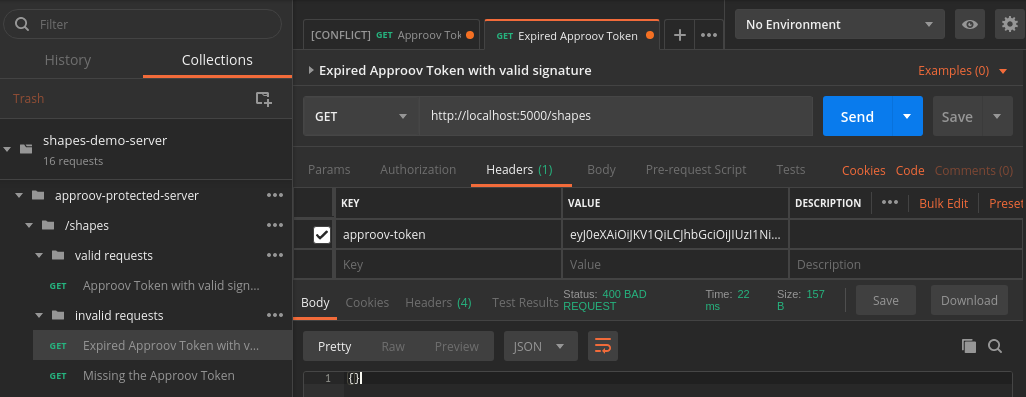 Filter
History
Collections
Trash
shapes-demo-server
16 requests
approov-protected-server
/shapes
valid requests
GET Approov Token with valid sign...
invalid requests
GET Expired Approov Token with v...
GET Missing the Approov Token
[CONFLICT] GET Approov Tok
GET Expired Approov Token
No Environment
Expired Approov Token with valid signature
Examples (0)
GET
http://localhost:5000/shapes
Send
Save
Params
Authorization
Headers (1)
Body
Pre-request Script
Tests
Cookies
Code
Comments (0)
KEY
VALUE
DESCRIPTION
Bulk Edit
Preset
approov-token
eyJ0eXAiOiJKV1QiLCJhbGciOiJIUzI1Ni...
Key
Value
Description
Body
Cookies
Headers (4)
Test Results
Status: 400 BAD
REQUEST
Time: 22
ms
Size: 157
B
Save
Download
Pretty
Raw
Preview
JSON
1 {}